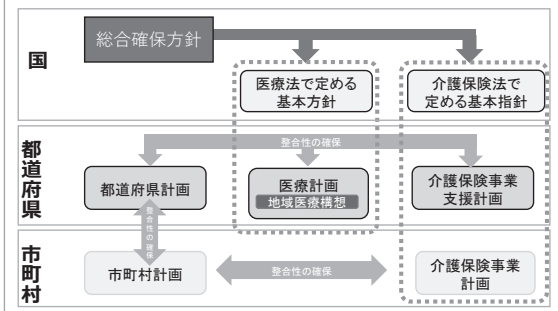 国
総合確保方針
医療法で定める
基本方針
介護保険法で
定める基本指針
都道府県
整合性の確保
都道府県計画
医療計画
地域医療構想
介護保険事業
支援計画
整合性の確保
市町村
市町村計画
整合性の確保
介護保険事業
計画